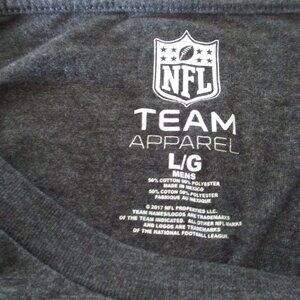 NFL
TEAM
APPAREL
L/G
MENS
50% COTTON 50% POLYESTER
MADE IN MEXICO
50% COTON 50% POLYESTER
FABRIQUÉ AU MEXIQUE
© 2017 NFL PROPERTIES LLC.
TEAM NAMES/LOGOS ARE TRADEMARKS
OF THE TEAM INDICATED. ALL OTHER NFL MARKS
AND LOGOS ARE TRADEMARKS
OF THE NATIONAL FOOTBALL LEAGUE.